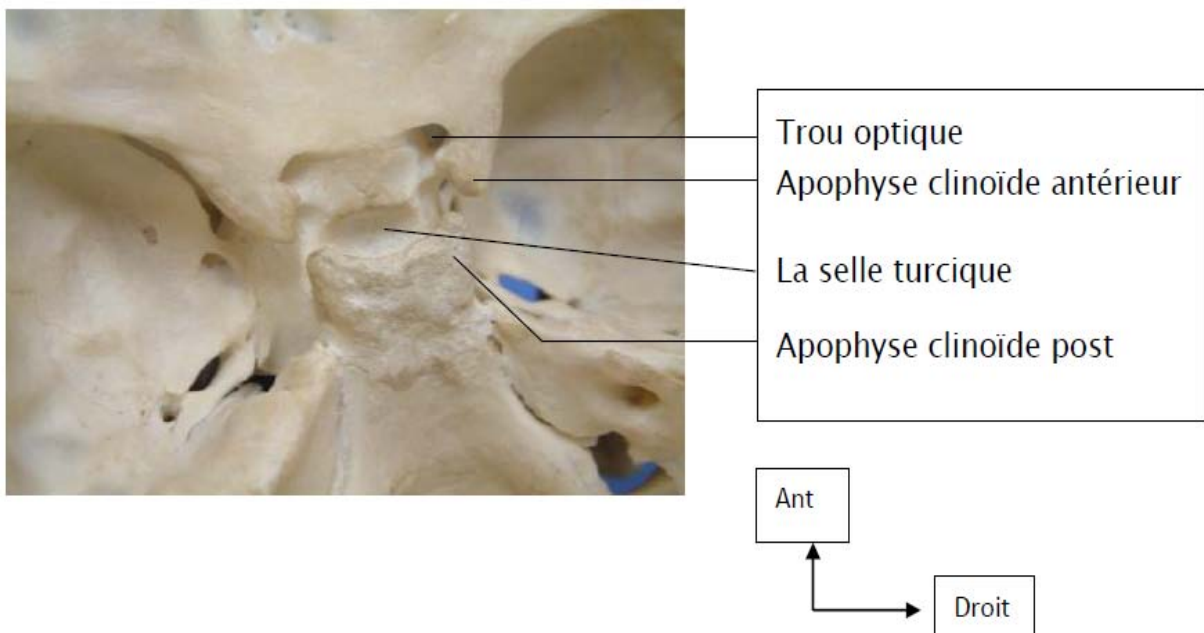 Trou optique
Apophyse clinoïde antérieur
La selle turcique
Apophyse clinoïde post
Ant
Droit